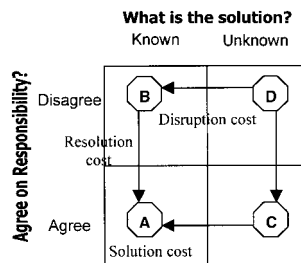 What is the solution?
Known Unknown
Agree on Responsibility?
Disagree B D
Disruption cost
Resolution
cost
Agree A C
Solution cost